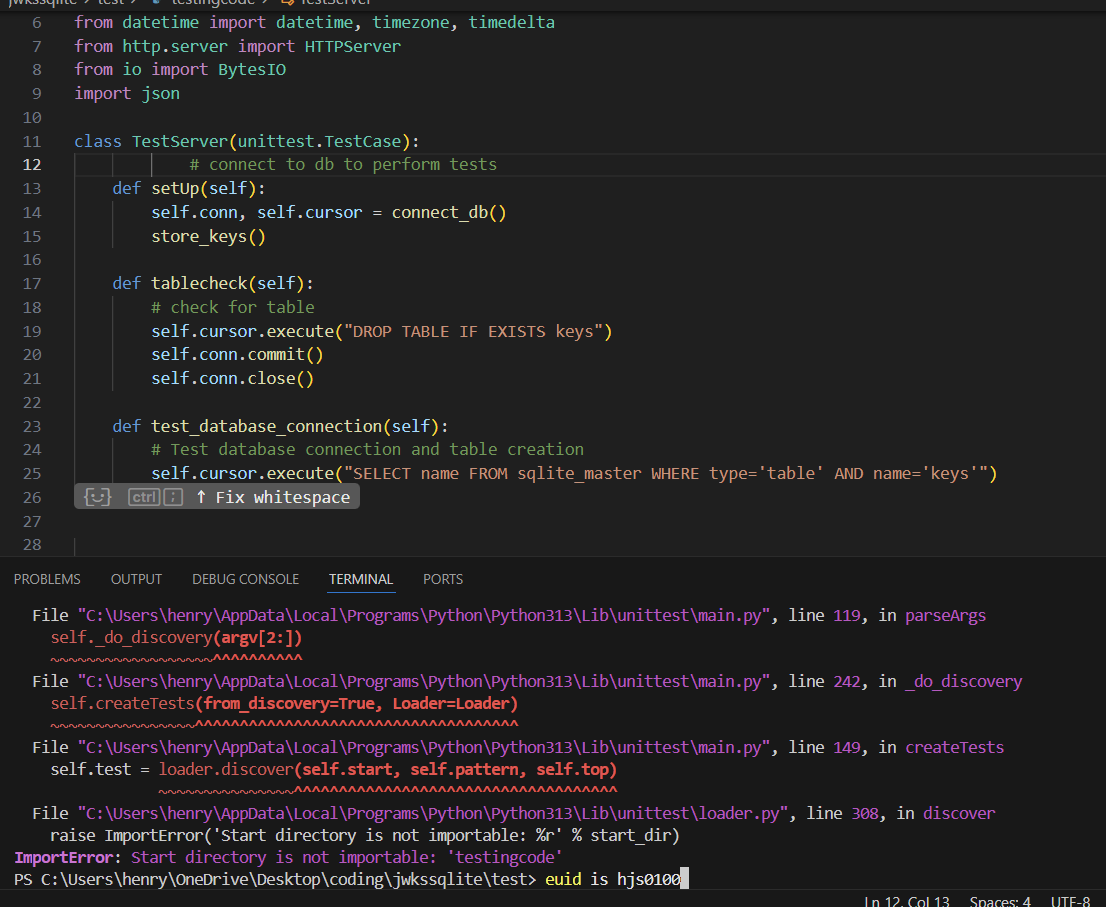 jwkssqlite > test > testingcode > TestServer
6 from datetime import datetime, timezone, timedelta
7 from http.server import HTTPServer
8 from io import BytesIO
9 import json
10
11 class TestServer(unittest.TestCase):
12 # connect to db to perform tests
13 def setUp(self):
14 self.conn, self.cursor = connect_db()
15 store_keys()
16
17 def tablecheck(self):
18 # check for table
19 self.cursor.execute("DROP TABLE IF EXISTS keys")
20 self.conn.commit()
21 self.conn.close()
22
23 def test_database_connection(self):
24 # Test database connection and table creation
25 self.cursor.execute("SELECT name FROM sqlite_master WHERE type='table' AND name='keys'")
26 ctrl ; ↑ Fix whitespace
27
28
PROBLEMS OUTPUT DEBUG CONSOLE TERMINAL PORTS
File "C:\Users\henry\AppData\Local\Programs\Python\Python313\Lib\unittest\main.py", line 119, in parseArgs
self._do_discovery(argv[2:])
~~~~~~~~~~~~~~~~~~^^^^^^^^^^
File "C:\Users\henry\AppData\Local\Programs\Python\Python313\Lib\unittest\main.py", line 242, in _do_discovery
self.createTests(from_discovery=True, Loader=Loader)
~~~~~~~~~~~~~~~~^^^^^^^^^^^^^^^^^^^^^^^^^^^^^^^^^^^^
File "C:\Users\henry\AppData\Local\Programs\Python\Python313\Lib\unittest\main.py", line 149, in createTests
self.test = loader.discover(self.start, self.pattern, self.top)
~~~~~~~~~~~~~~~^^^^^^^^^^^^^^^^^^^^^^^^^^^^^^^^^^^^
File "C:\Users\henry\AppData\Local\Programs\Python\Python313\Lib\unittest\loader.py", line 308, in discover
raise ImportError('Start directory is not importable: %r' % start_dir)
ImportError: Start directory is not importable: 'testingcode'
PS C:\Users\henry\OneDrive\Desktop\coding\jwkssqlite\test> euid is hjs0100
Ln 12, Col 13 Spaces: 4 UTF-8